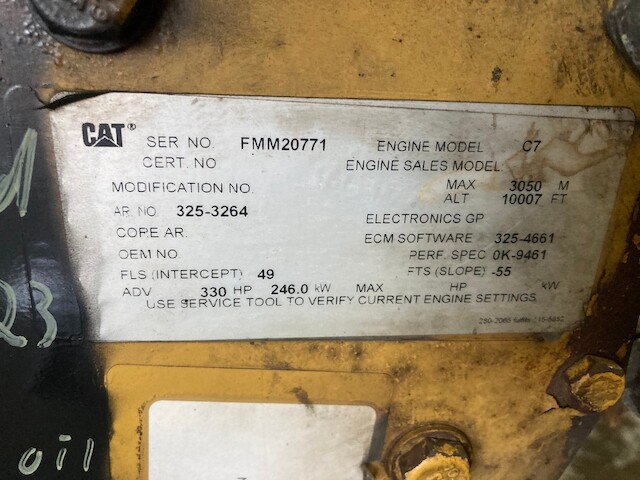 CAT® SER NO. FMM20771 ENGINE MODEL C7
CERT. NO ENGINE SALES MODEL
MODIFICATION NO. MAX 3050 M
ALT 10007 FT
AR. NO. 325-3264 ELECTRONICS GP
CORE AR. ECM SOFTWARE 325-4661
OEM NO. PERF. SPEC 0K-9461
FLS (INTERCEPT) 49 FTS (SLOPE) -55
ADV 330 HP 246.0 kW MAX HP kW
USE SERVICE TOOL TO VERIFY CURRENT ENGINE SETTINGS
23
oil